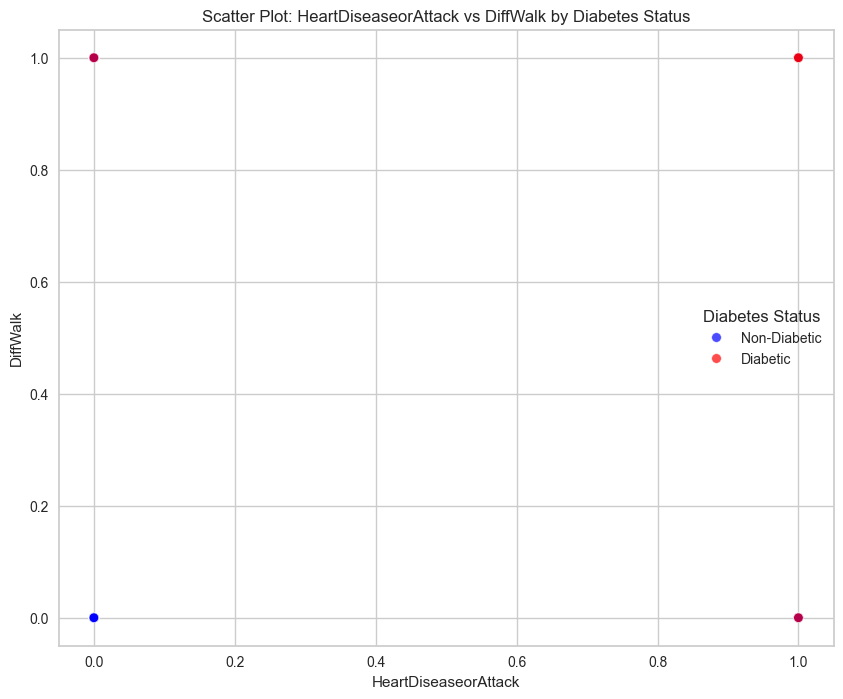 Scatter Plot: HeartDiseaseorAttack vs DiffWalk by Diabetes Status
1.0
0.8
0.6
0.4
0.2
0.0
DiffWalk
Diabetes Status
Non-Diabetic
Diabetic
0.0 0.2 0.4 0.6 0.8 1.0
HeartDiseaseorAttack